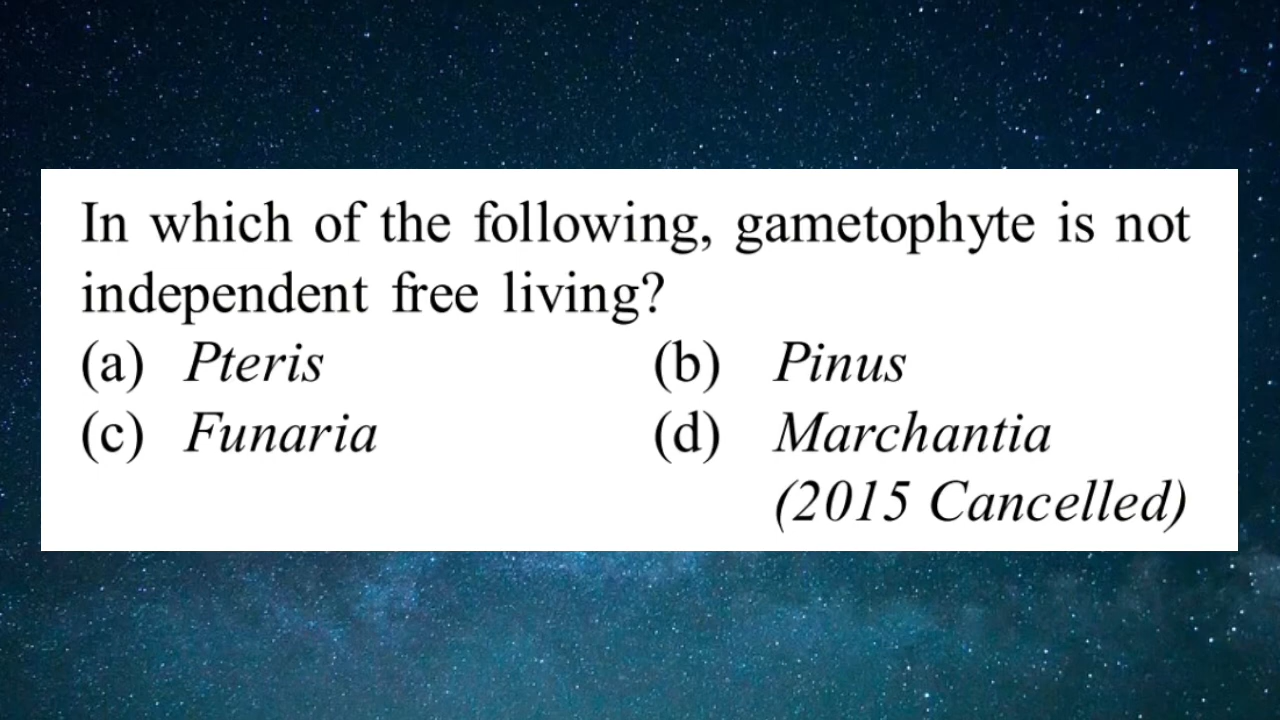 In which of the following, gametophyte is not
independent free living?
(a) Pteris (b) Pinus
(c) Funaria (d) Marchantia
(2015 Cancelled)